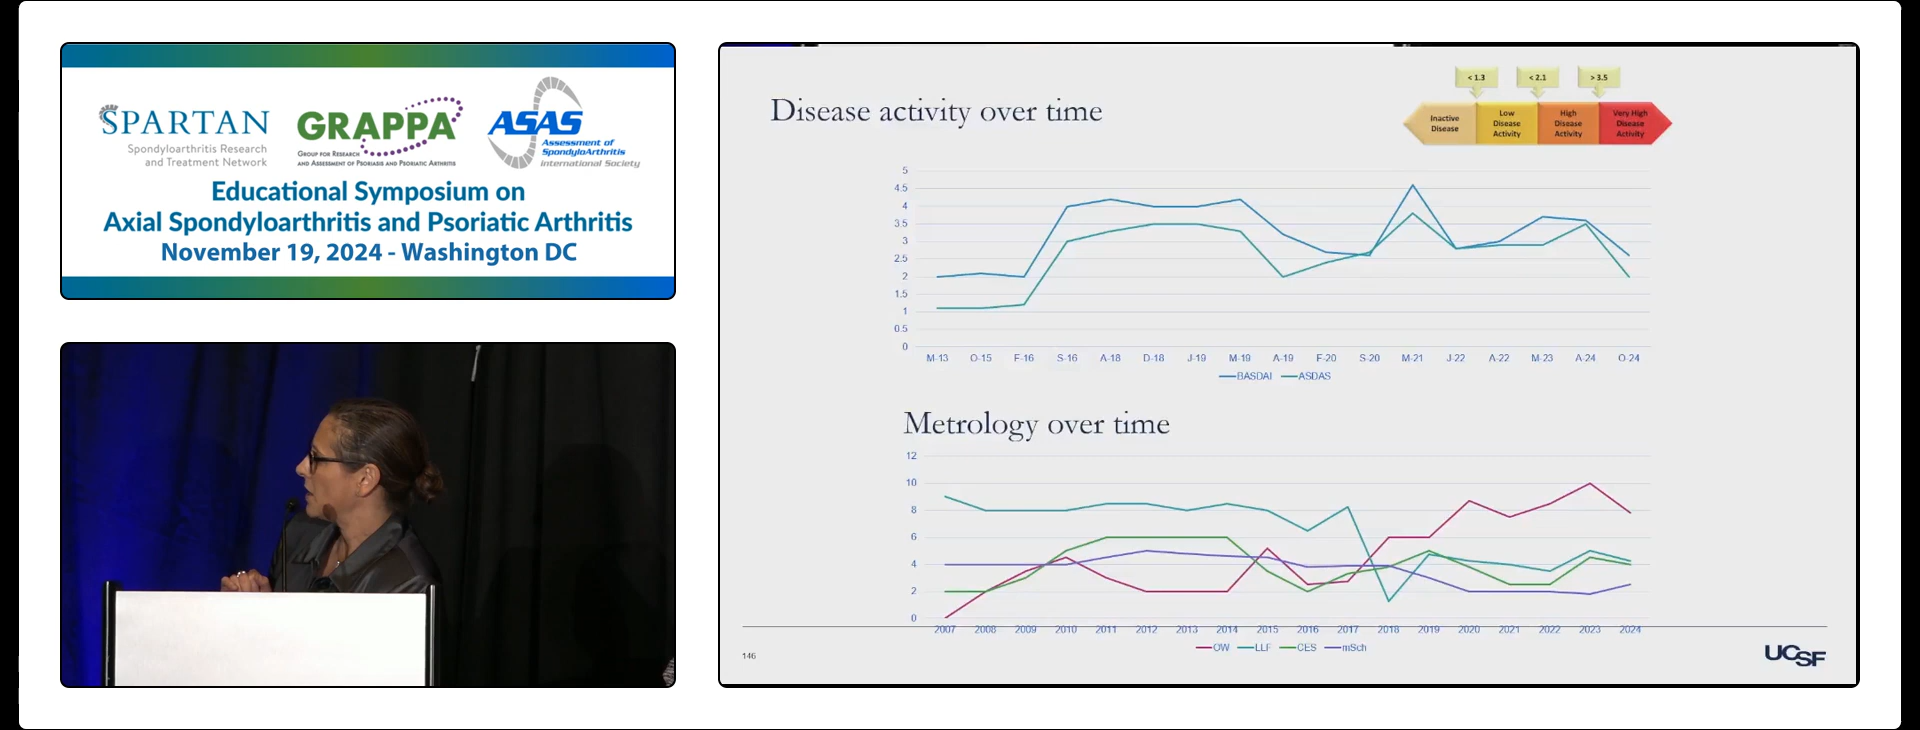 SPARTAN
Spondyloarthritis Research
and Treatment Network
GRAPPA
Group for Research
and Assessment of Psoriasis and Psoriatic Arthritis
ASAS
Assessment of
SpondyloArthritis
international Society
Educational Symposium on
Axial Spondyloarthritis and Psoriatic Arthritis
November 19, 2024 - Washington DC
Disease activity over time
< 1.3 < 2.1 > 3.5
Inactive Disease
Low Disease Activity
High Disease Activity
Very High Disease Activity
5
4.5
4
3.5
3
2.5
2
1.5
1
0.5
0
M-13 O-15 F-16 S-16 A-18 D-18 J-19 M-19 A-19 F-20 S-20 M-21 J-22 A-22 M-23 A-24 O-24
BASDAI ASDAS
Metrology over time
12
10
8
6
4
2
0
2007 2008 2009 2010 2011 2012 2013 2014 2015 2016 2017 2018 2019 2020 2021 2022 2023 2024
OW LLF CES mSch
146
UCSF